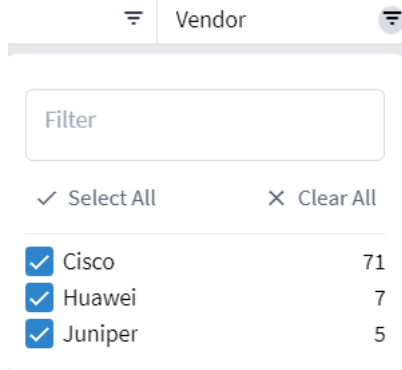 Vendor
Filter
Select All Clear All
Cisco 71
Huawei 7
Juniper 5